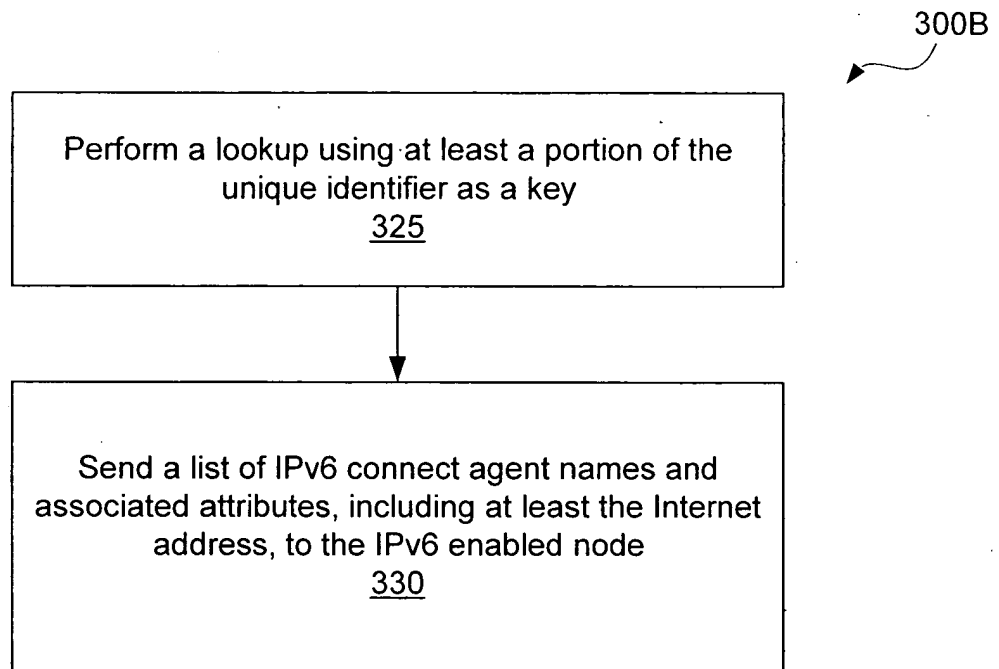 300B
Perform a lookup using at least a portion of the
unique identifier as a key
325
Send a list of IPv6 connect agent names and
associated attributes, including at least the Internet
address, to the IPv6 enabled node
330